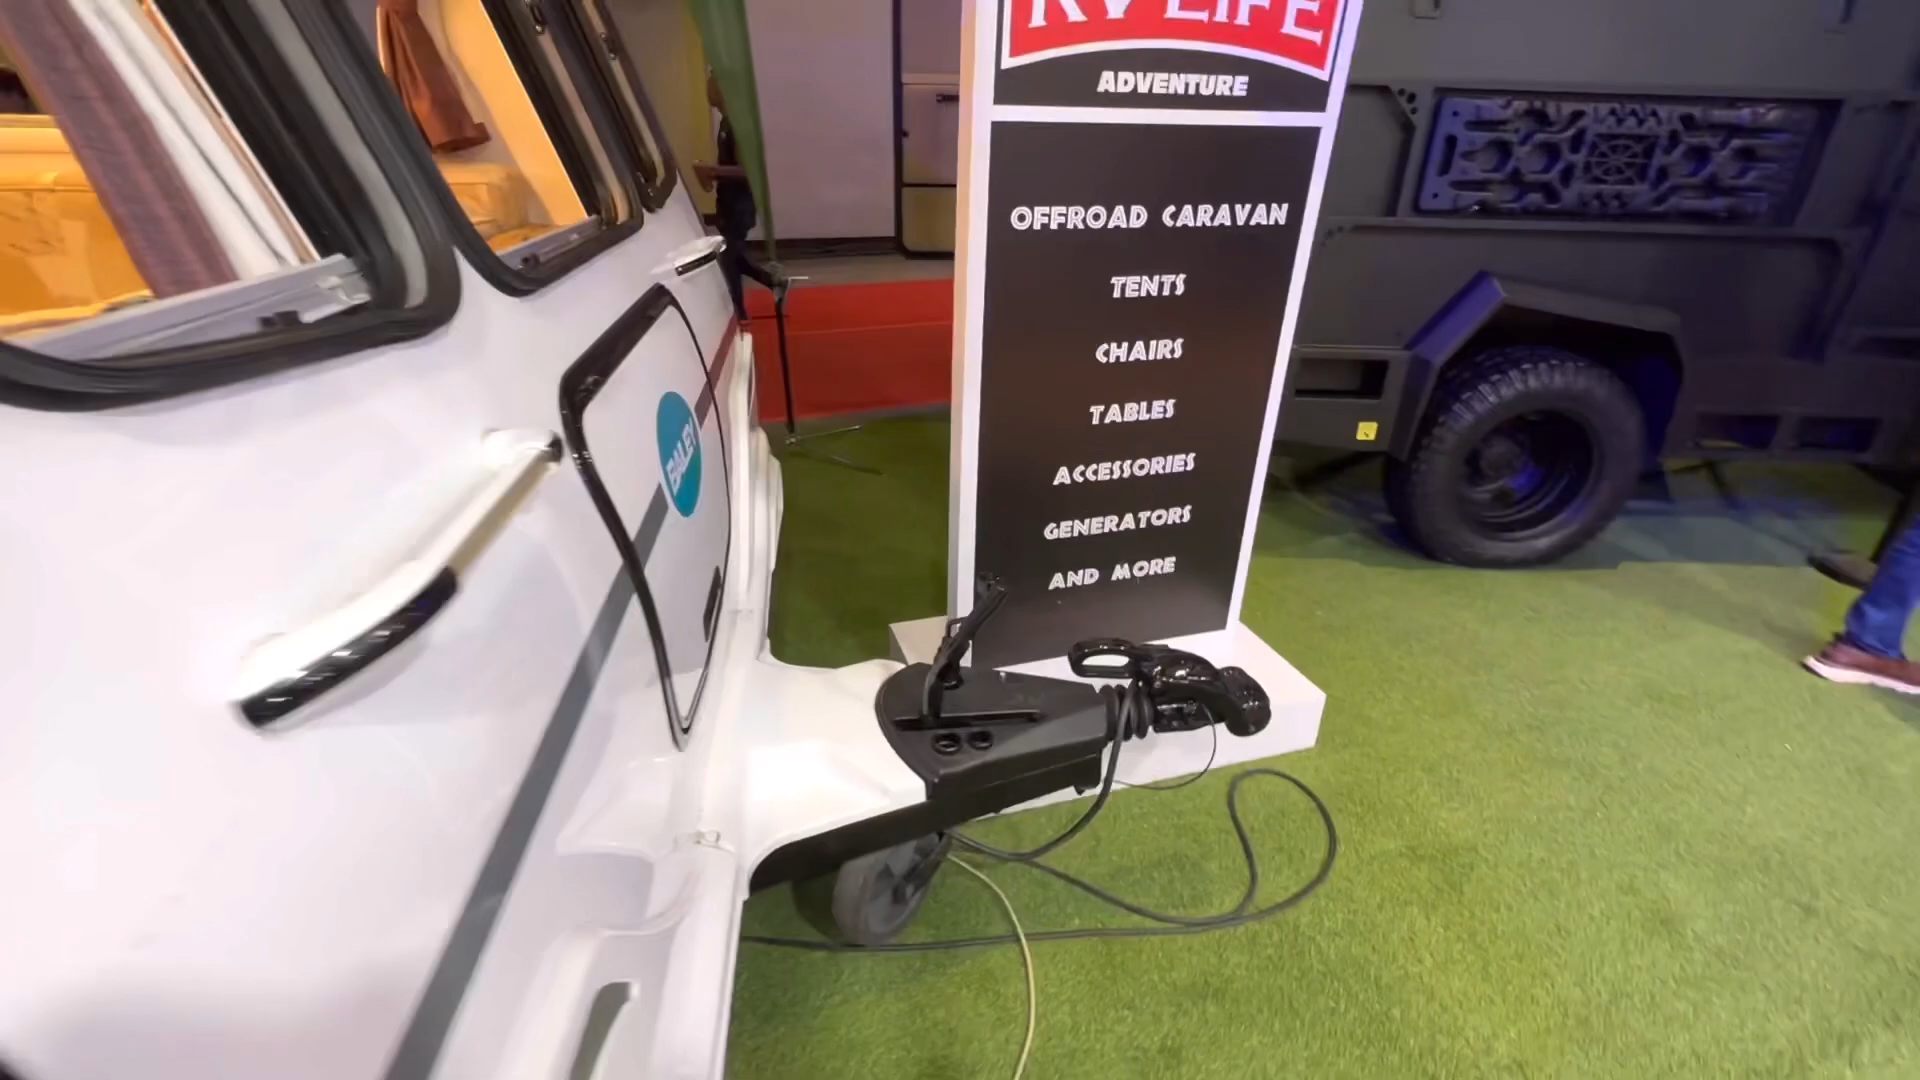 RV LIFE
ADVENTURE
OFFROAD CARAVAN
TENTS
CHAIRS
TABLES
ACCESSORIES
GENERATORS
AND MORE
BAILEY